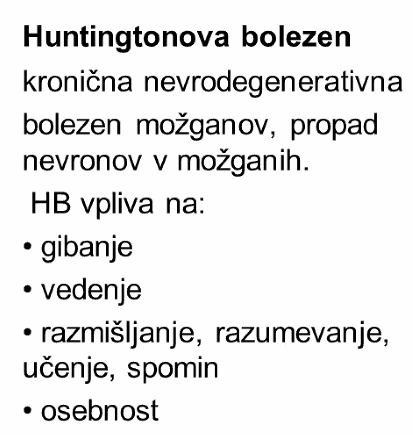 Huntingtonova bolezen
kronična nevrodegenerativna
bolezen možganov, propad
nevronov v možganih.
HB vpliva na:
• gibanje
• vedenje
• razmišljanje, razumevanje,
učenje, spomin
• osebnost